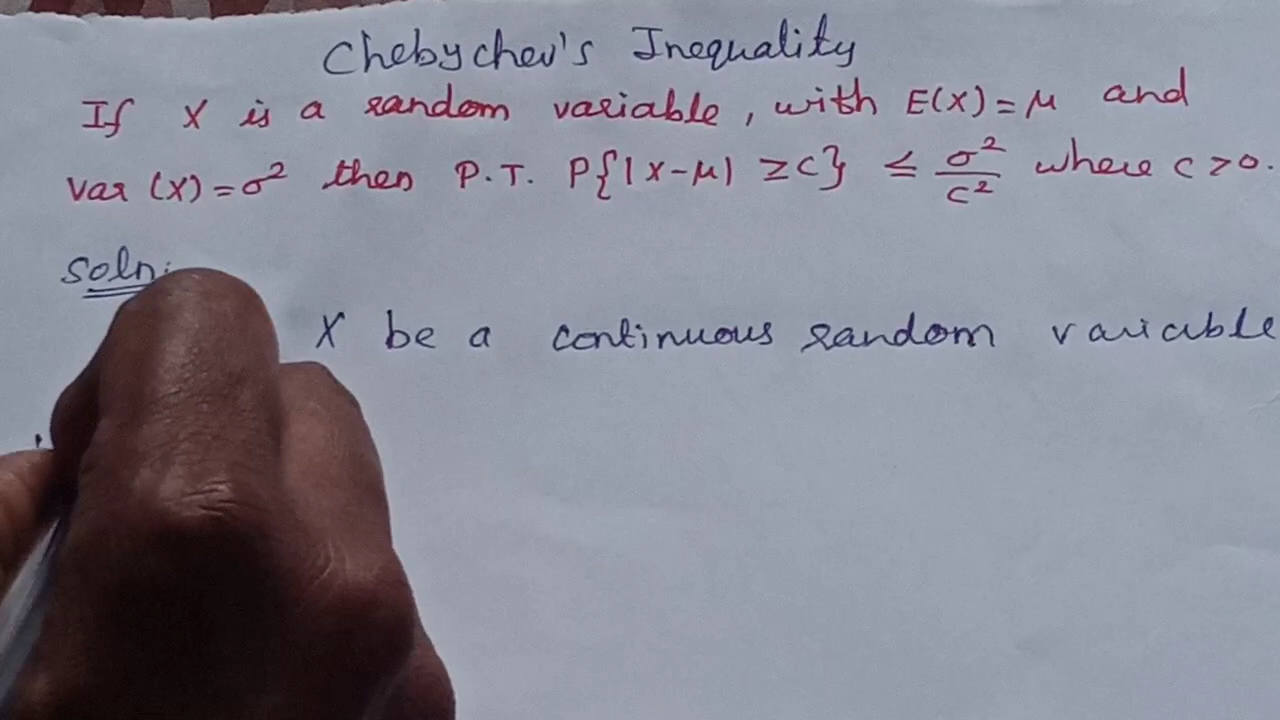 Chebychev's Inequality
If X is a random variable, with E(X) = μ and
var (X) = σ² then P.T. P{|X-μ| ≥ C} ≤ σ²/C² where C > 0.
Soln:
X be a continuous random variable